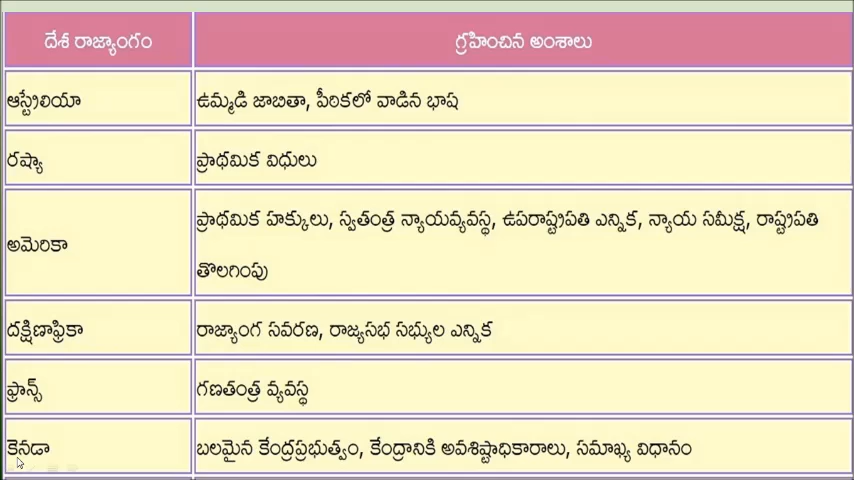 దేశ రాజ్యాంగం గ్రహించిన అంశాలు
ఆస్ట్రేలియా ఉమ్మడి జాబితా, పీఠికలో వాడిన భాష
రష్యా ప్రాథమిక విధులు
అమెరికా ప్రాథమిక హక్కులు, స్వతంత్ర న్యాయవ్యవస్థ, ఉపరాష్ట్రపతి ఎన్నిక, న్యాయ సమీక్ష, రాష్ట్రపతి
తొలగింపు
దక్షిణాఫ్రికా రాజ్యాంగ సవరణ, రాజ్యసభ సభ్యుల ఎన్నిక
ఫ్రాన్స్ గణతంత్ర వ్యవస్థ
కెనడా బలమైన కేంద్రప్రభుత్వం, కేంద్రానికి అవశిష్టాధికారాలు, సమాఖ్య విధానం